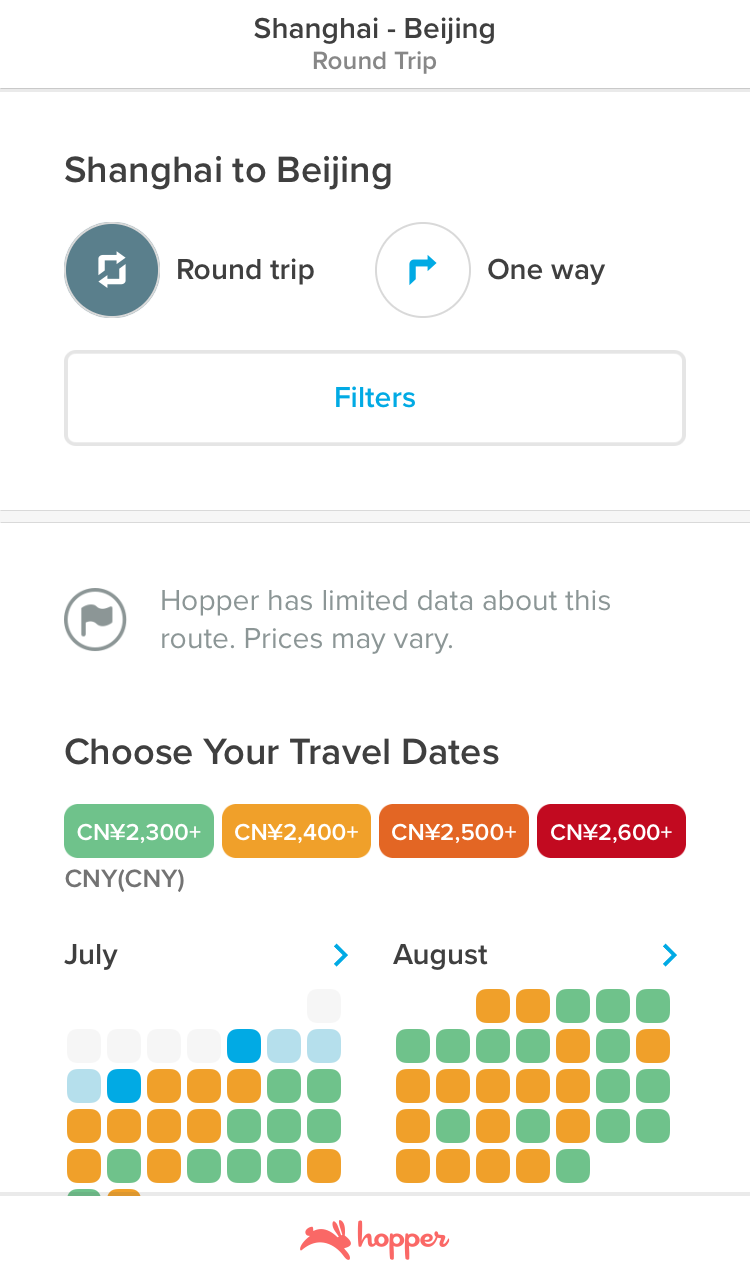 Shanghai - Beijing
Round Trip
Shanghai to Beijing
Round trip
One way
Filters
Hopper has limited data about this
route. Prices may vary.
Choose Your Travel Dates
CN¥2,300+ CN¥2,400+ CN¥2,500+ CN¥2,600+
CNY(CNY)
July
August
hopper